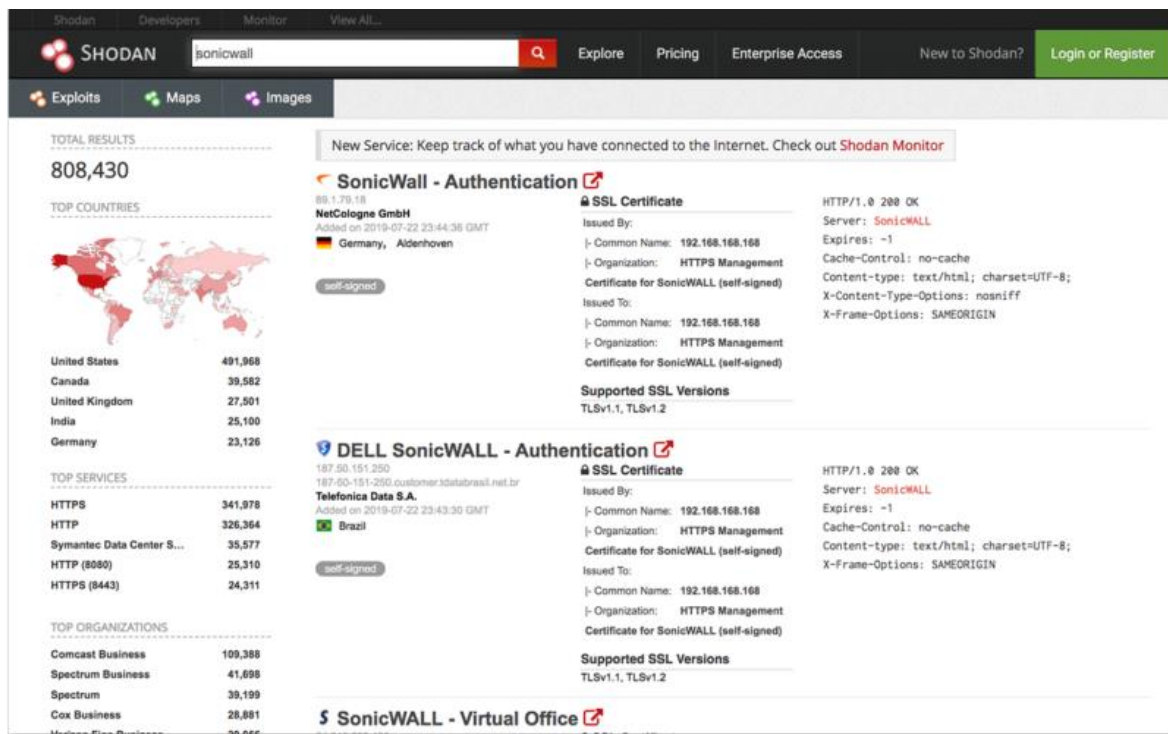 Shodan Developers Monitor View All...
SHODAN sonicwall Explore Pricing Enterprise Access New to Shodan? Login or Register
Exploits Maps Images
TOTAL RESULTS
808,430
TOP COUNTRIES
United States 491,968
Canada 39,582
United Kingdom 27,501
India 25,100
Germany 23,126
TOP SERVICES
HTTPS 341,978
HTTP 326,364
Symantec Data Center S... 35,577
HTTP (8080) 25,310
HTTPS (8443) 24,311
TOP ORGANIZATIONS
Comcast Business 109,388
Spectrum Business 41,698
Spectrum 39,199
Cox Business 28,881
New Service: Keep track of what you have connected to the Internet. Check out Shodan Monitor
SonicWall - Authentication
89.1.79.18
NetCologne GmbH
Added on 2019-07-22 23:44:36 GMT
Germany, Aldenhoven
self-signed
SSL Certificate
Issued By:
|- Common Name: 192.168.168.168
|- Organization: HTTPS Management
Certificate for SonicWALL (self-signed)
Issued To:
|- Common Name: 192.168.168.168
|- Organization: HTTPS Management
Certificate for SonicWALL (self-signed)
Supported SSL Versions
TLSv1.1, TLSv1.2
HTTP/1.0 200 OK
Server: SonicWALL
Expires: -1
Cache-Control: no-cache
Content-type: text/html; charset=UTF-8;
X-Content-Type-Options: nosniff
X-Frame-Options: SAMEORIGIN
DELL SonicWALL - Authentication
187.50.151.250
187-50-151-250.customer.tdatabrasil.net.br
Telefonica Data S.A.
Added on 2019-07-22 23:43:30 GMT
Brazil
self-signed
SSL Certificate
Issued By:
|- Common Name: 192.168.168.168
|- Organization: HTTPS Management
Certificate for SonicWALL (self-signed)
Issued To:
|- Common Name: 192.168.168.168
|- Organization: HTTPS Management
Certificate for SonicWALL (self-signed)
Supported SSL Versions
TLSv1.1, TLSv1.2
HTTP/1.0 200 OK
Server: SonicWALL
Expires: -1
Cache-Control: no-cache
Content-type: text/html; charset=UTF-8;
X-Frame-Options: SAMEORIGIN
SonicWALL - Virtual Office